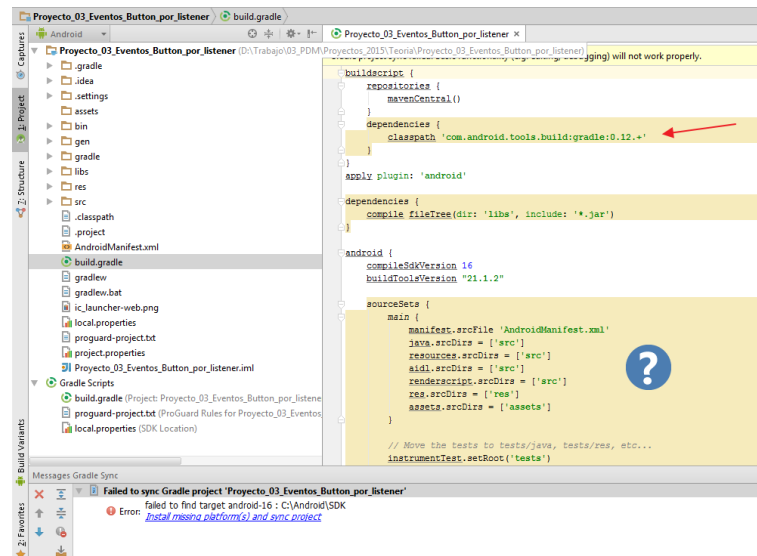 Proyecto_03_Eventos_Button_por_listener build.gradle
Android
Proyecto_03_Eventos_Button_por_listener ×
Captures
1: Project
7: Structure
Build Variants
2: Favorites
Proyecto_03_Eventos_Button_por_listener (D:\Trabajo\03_PDM\Proyectos_2015\Teoria\Proyecto_03_Eventos_Button_por_listener)
.gradle
.idea
.settings
assets
bin
gen
gradle
libs
res
src
.classpath
.project
AndroidManifest.xml
build.gradle
gradlew
gradlew.bat
ic_launcher-web.png
local.properties
proguard-project.txt
project.properties
Proyecto_03_Eventos_Button_por_listener.iml
Gradle Scripts
build.gradle (Project: Proyecto_03_Eventos_Button_por_listene
proguard-project.txt (ProGuard Rules for Proyecto_03_Eventos_
local.properties (SDK Location)
ging) will not work properly.
buildscript {
repositories {
mavenCentral()
}
dependencies {
classpath 'com.android.tools.build:gradle:0.12.+'
}
}
apply plugin: 'android'
dependencies {
compile fileTree(dir: 'libs', include: '*.jar')
}
android {
compileSdkVersion 16
buildToolsVersion "21.1.2"
sourceSets {
main {
manifest.srcFile 'AndroidManifest.xml'
java.srcDirs = ['src']
resources.srcDirs = ['src']
aidl.srcDirs = ['src']
renderscript.srcDirs = ['src']
res.srcDirs = ['res']
assets.srcDirs = ['assets']
}
?
// Move the tests to tests/java, tests/res, etc...
instrumentTest.setRoot('tests')
Messages Gradle Sync
Failed to sync Gradle project 'Proyecto_03_Eventos_Button_por_listener'
Error: failed to find target android-16 : C:\Android\SDK
Install missing platform(s) and sync project